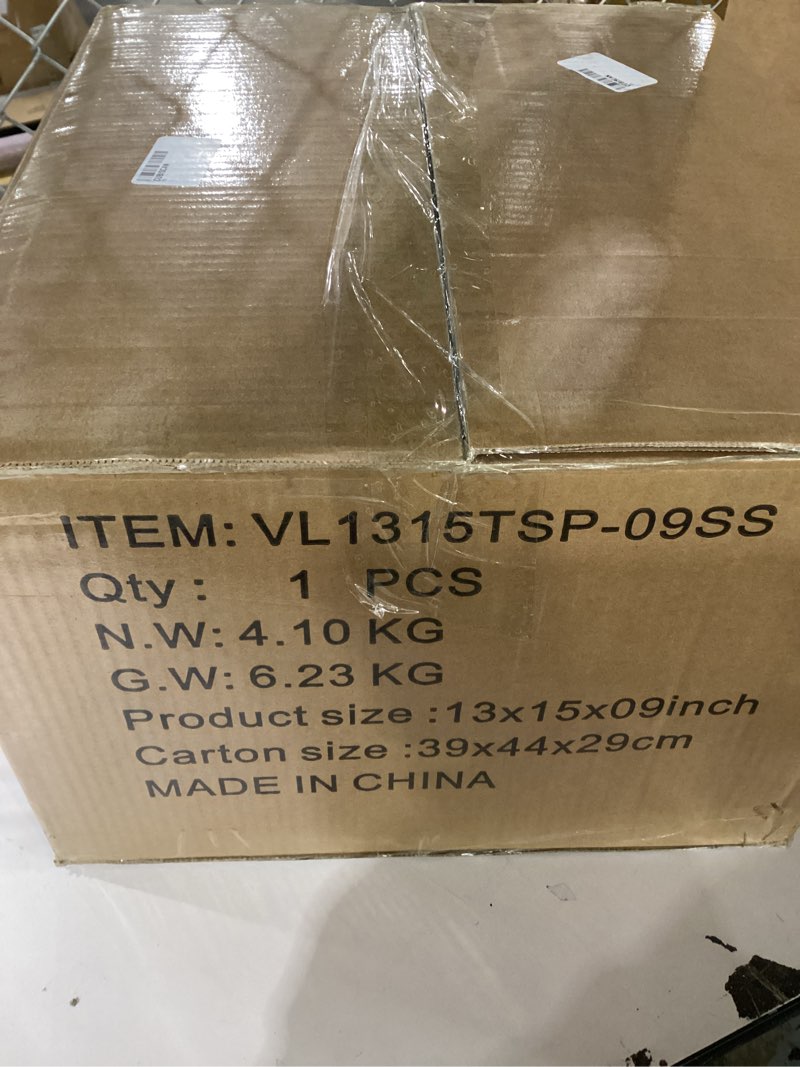 ITEM: VL1315TSP-09SS
Qty : 1 PCS
N.W: 4.10 KG
G.W: 6.23 KG
Product size :13x15x09inch
Carton size :39x44x29cm
MADE IN CHINA